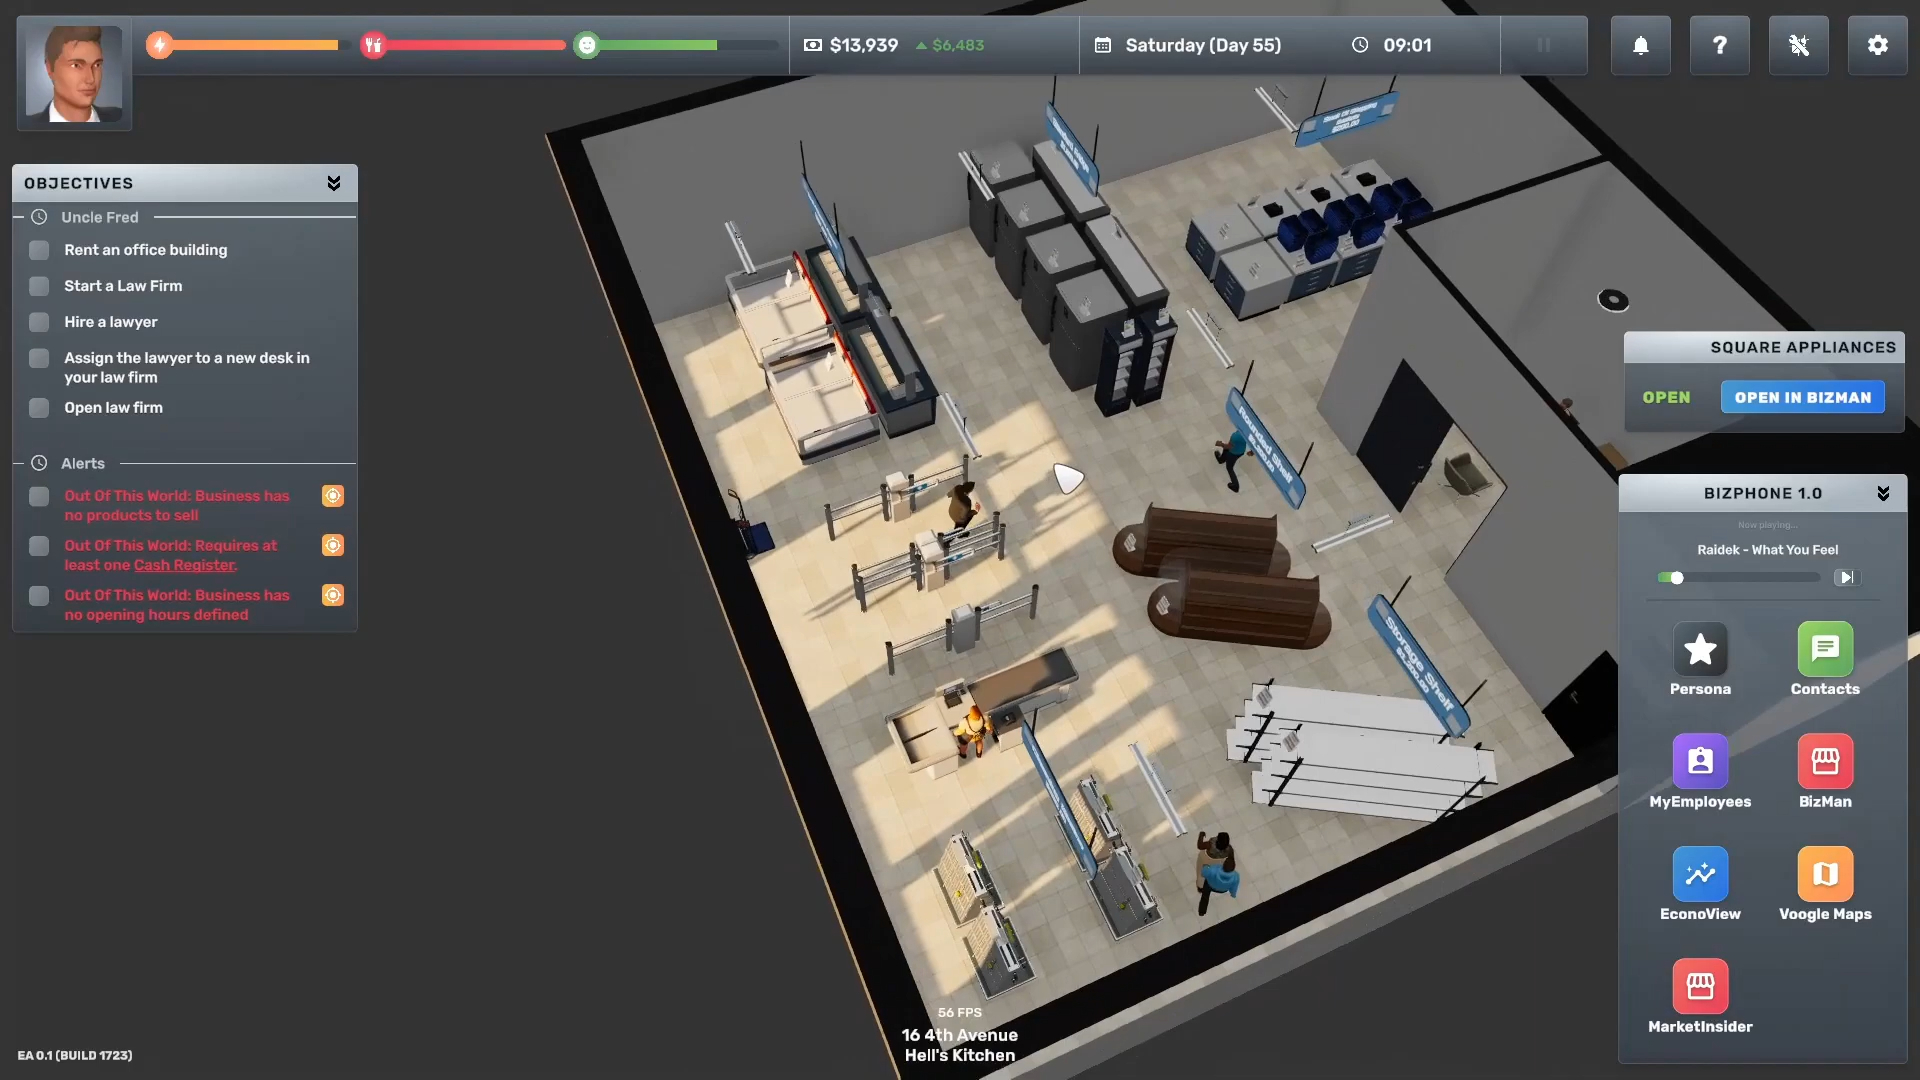 $13,939
$6,483
Saturday (Day 55)
09:01
?
OBJECTIVES
Uncle Fred
Rent an office building
Start a Law Firm
Hire a lawyer
Assign the lawyer to a new desk in
your law firm
Open law firm
Alerts
Out Of This World: Business has
no products to sell
Out Of This World: Requires at
least one Cash Register.
Out Of This World: Business has
no opening hours defined
Rounded Shelf
Storage Shelf
SQUARE APPLIANCES
OPEN
OPEN IN BIZMAN
BIZPHONE 1.0
Now playing...
Raidek - What You Feel
Persona
Contacts
MyEmployees
BizMan
EconoView
Voogle Maps
MarketInsider
56 FPS
16 4th Avenue
Hell's Kitchen
EA 0.1 (BUILD 1723)